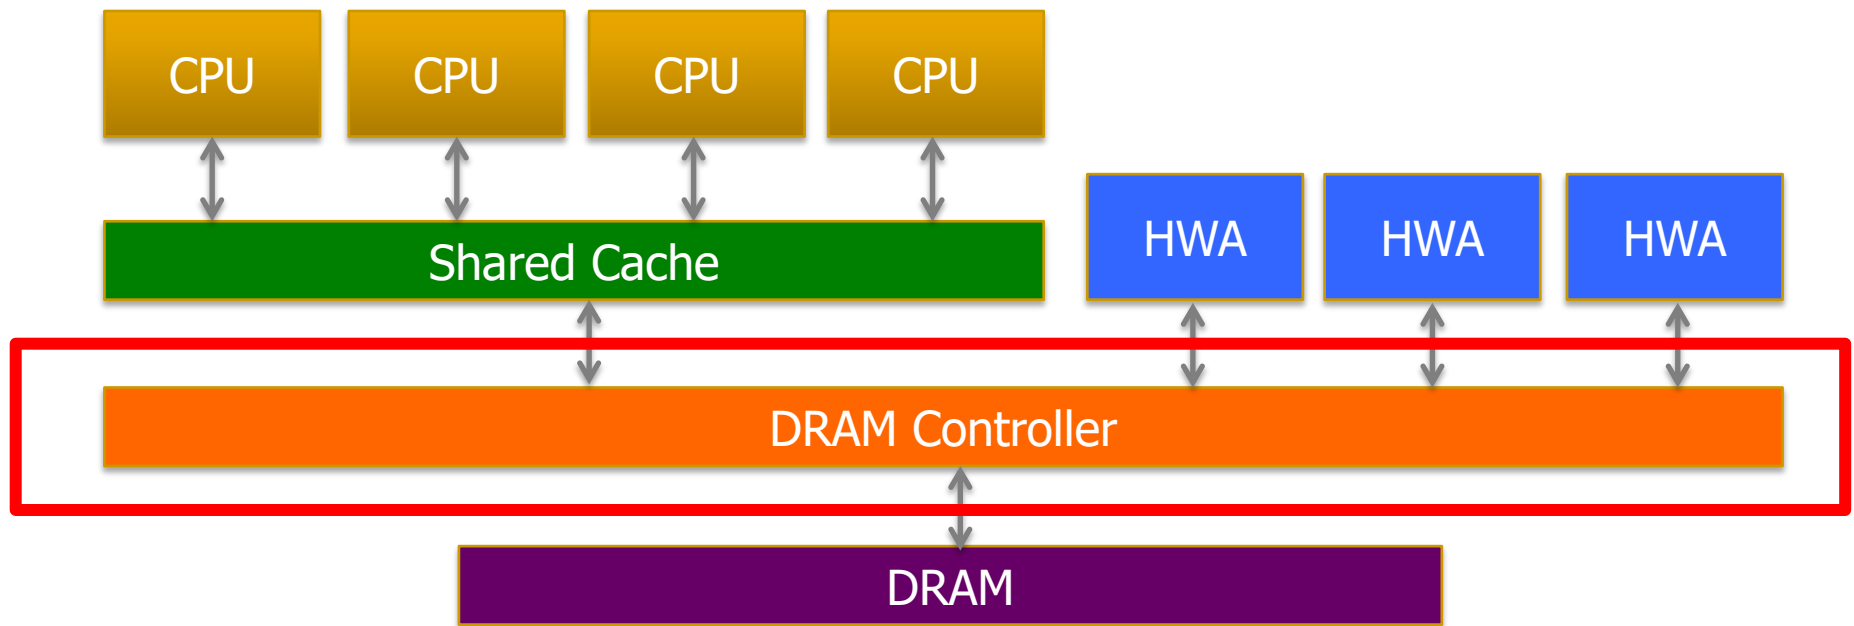 CPU
CPU
CPU
CPU
Shared Cache
HWA
HWA
HWA
DRAM Controller
DRAM